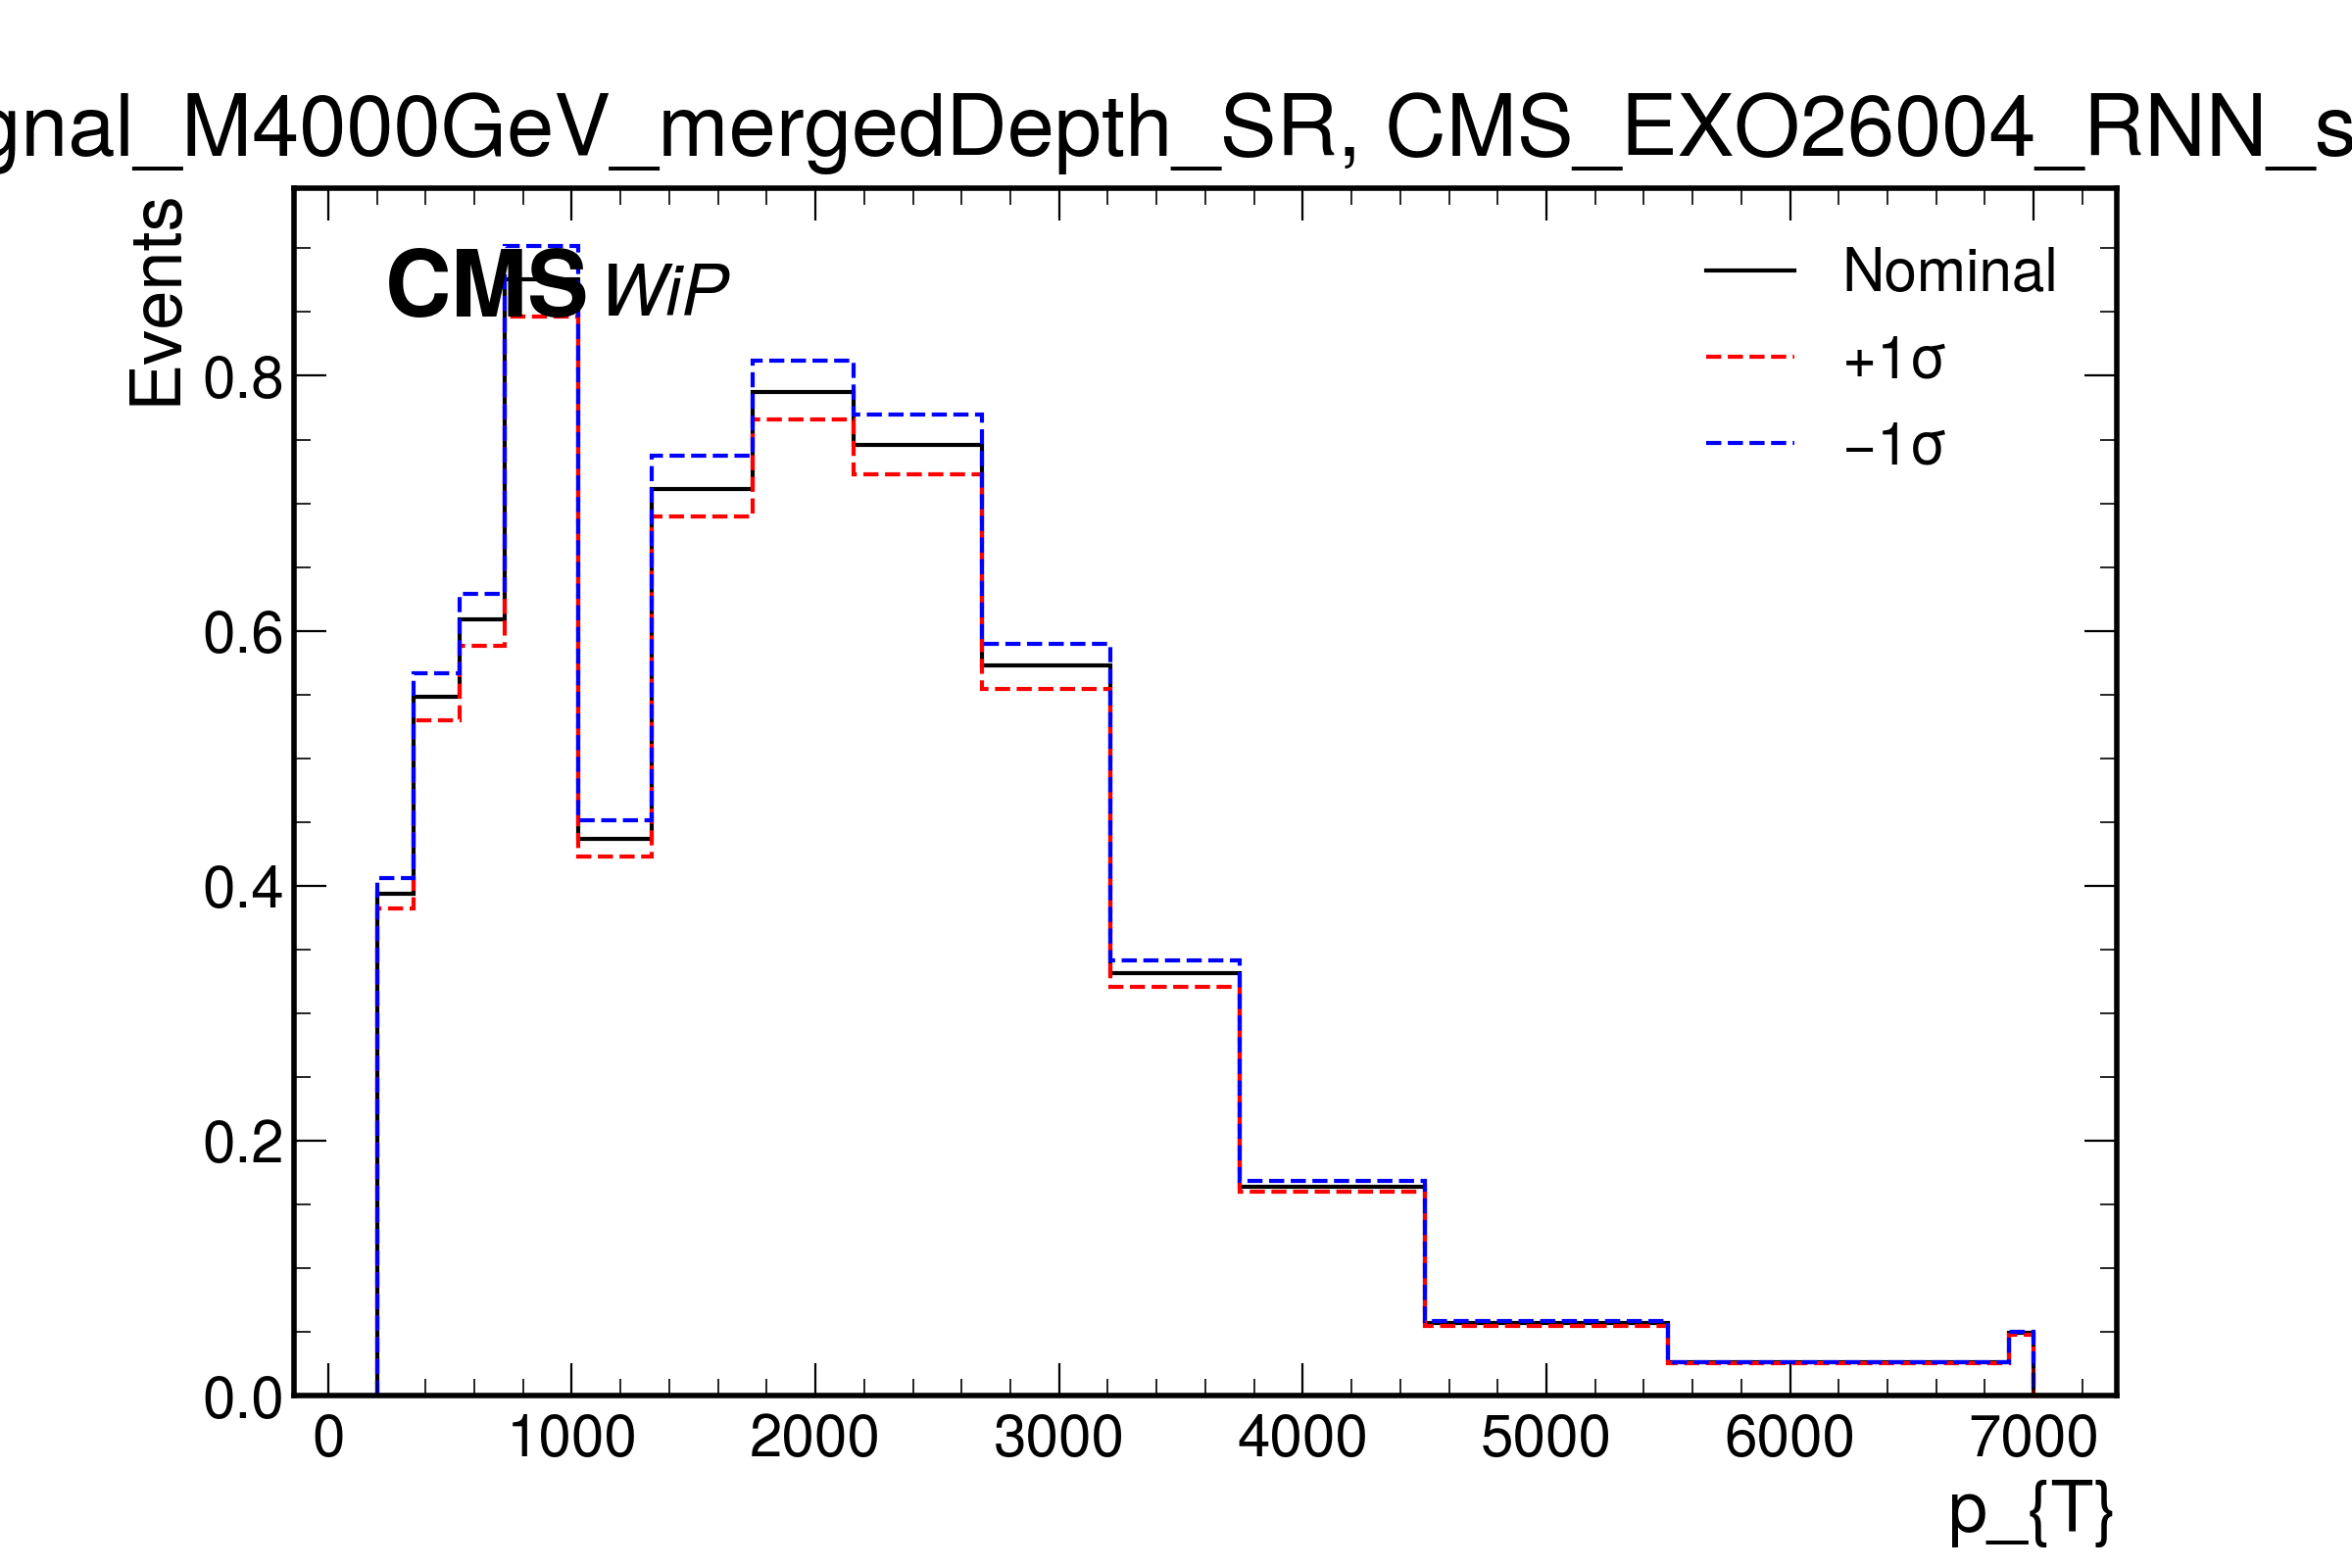 gnal_M4000GeV_mergedDepth_SR, CMS_EXO26004_RNN_s
Events
CMS WiP
Nominal
+1σ
−1σ
0.8
0.6
0.4
0.2
0.0
0 1000 2000 3000 4000 5000 6000 7000
p_{T}